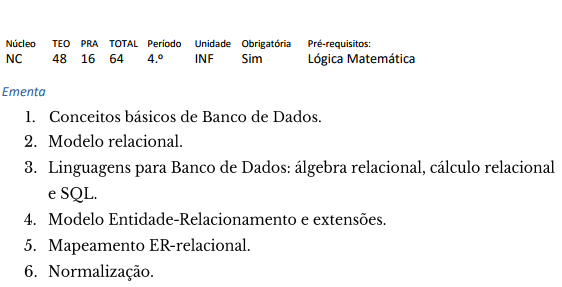 Núcleo TEO PRA TOTAL Período Unidade Obrigatória Pré-requisitos:
NC 48 16 64 4.º INF Sim Lógica Matemática
Ementa
1. Conceitos básicos de Banco de Dados.
2. Modelo relacional.
3. Linguagens para Banco de Dados: álgebra relacional, cálculo relacional
e SQL.
4. Modelo Entidade-Relacionamento e extensões.
5. Mapeamento ER-relacional.
6. Normalização.